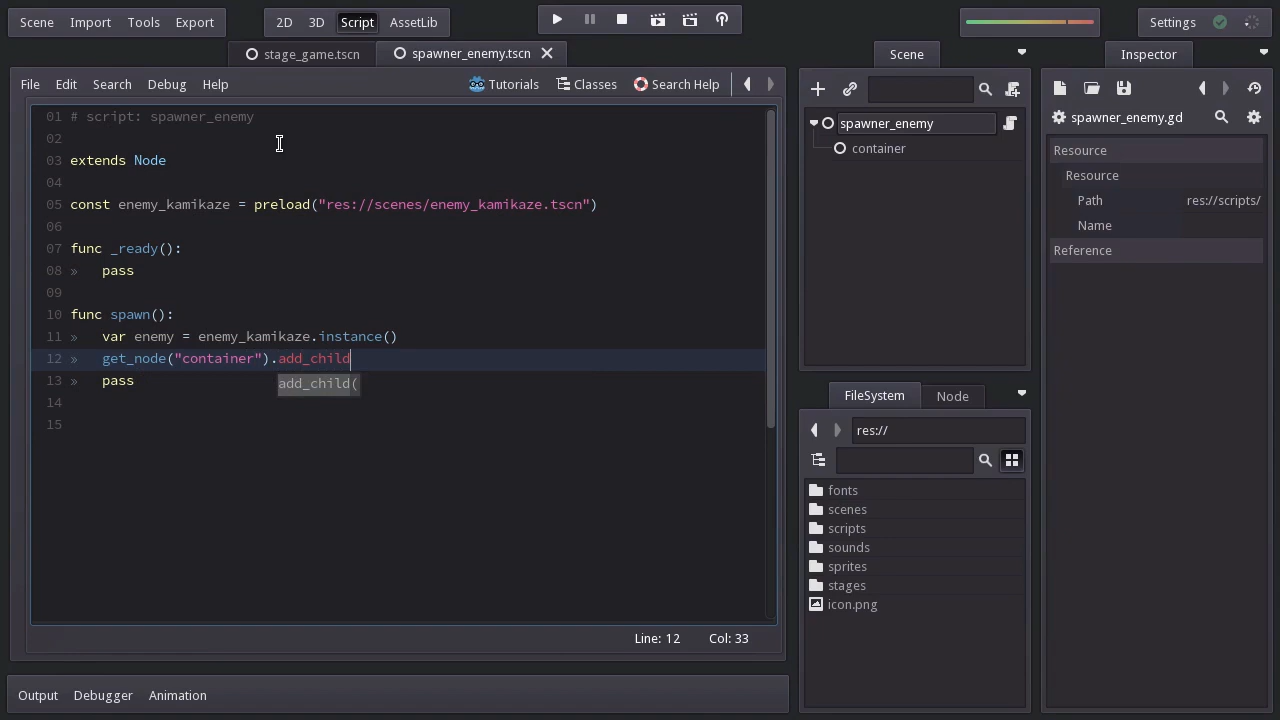 Scene Import Tools Export 2D 3D Script AssetLib Settings
stage_game.tscn spawner_enemy.tscn Scene Inspector
File Edit Search Debug Help Tutorials Classes Search Help
01 # script: spawner_enemy
02
03 extends Node
04
05 const enemy_kamikaze = preload("res://scenes/enemy_kamikaze.tscn")
06
07 func _ready():
08 » pass
09
10 func spawn():
11 » var enemy = enemy_kamikaze.instance()
12 » get_node("container").add_child
13 » pass
add_child(
14
15
Line: 12 Col: 33
Output Debugger Animation
spawner_enemy
container
FileSystem Node
res://
fonts
scenes
scripts
sounds
sprites
stages
icon.png
spawner_enemy.gd
Resource
Resource
Path res://scripts/
Name
Reference